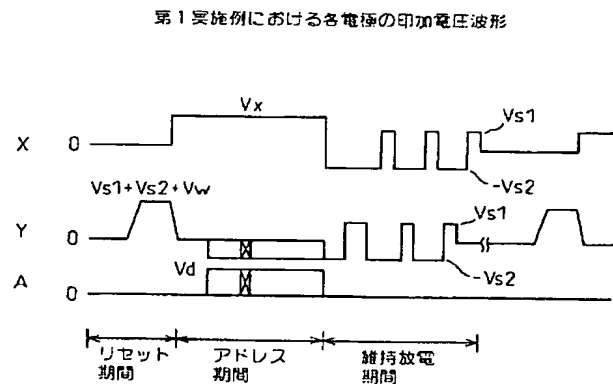 第1実施例における各電極の印加電圧波形
Vx
Vs1
X 0
-Vs2
Vs1+Vs2+Vw
Vs1
Y 0
-Vs2
Vd
A 0
リセット期間
アドレス期間
維持放電期間